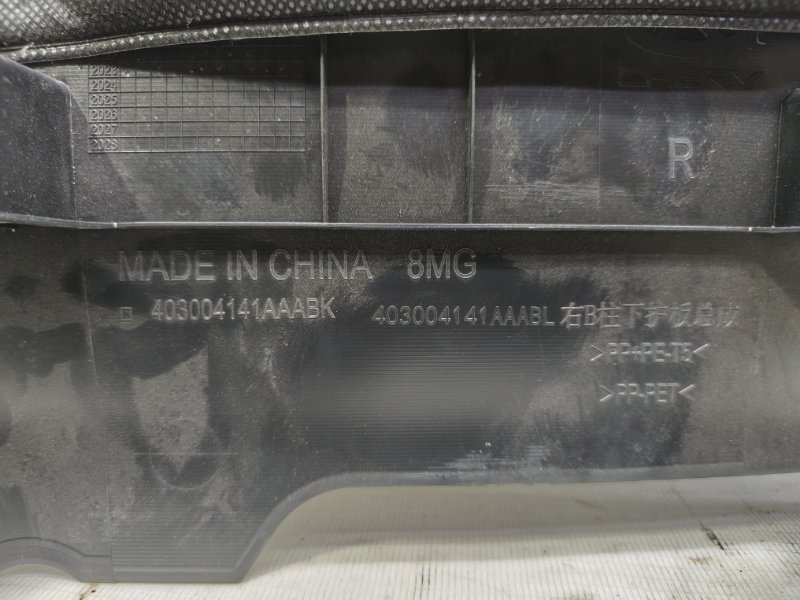 CHERY
2023
2024
2025
2026
2027
2028
R
MADE IN CHINA 8MG
403004141AAABK 403004141AAABL 右B柱下护板总成
>PP+PE-T5<
>PP-PET<